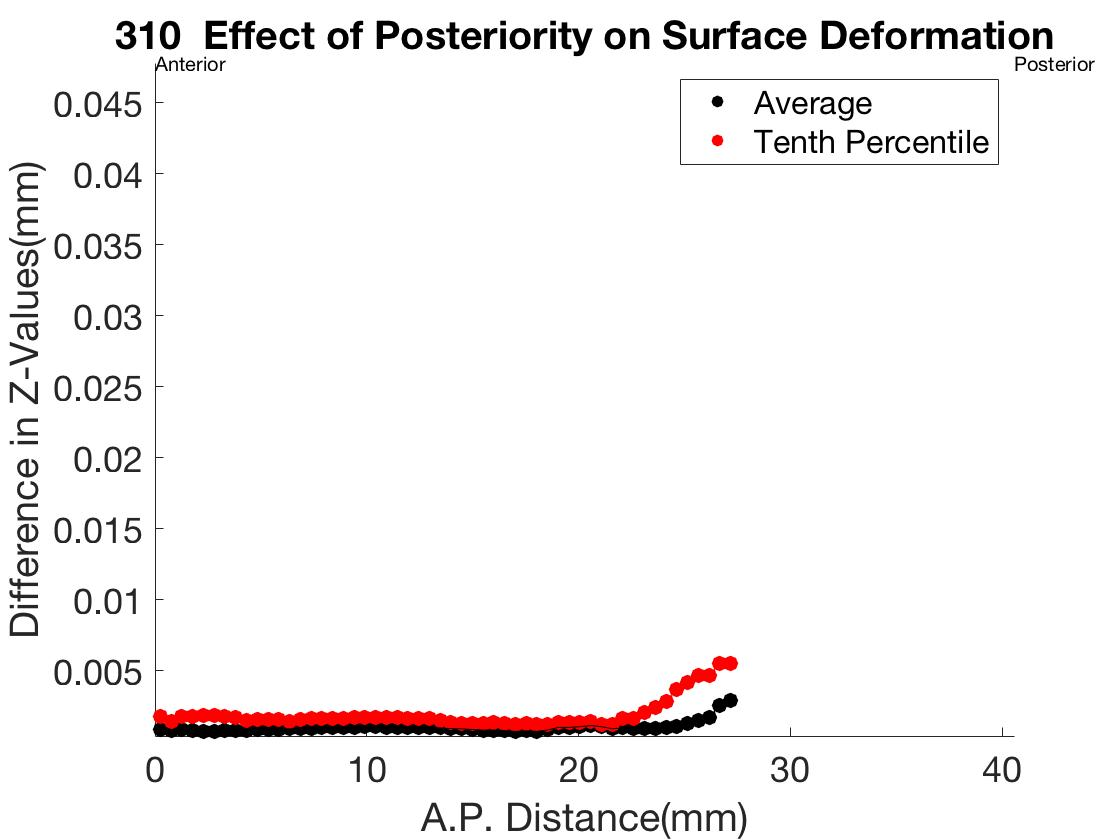 310  Effect of Posteriority on Surface Deformation
Anterior
Posterior
Average
Tenth Percentile
0.045
0.04
0.035
0.03
0.025
0.02
0.015
0.01
0.005
Difference in Z-Values(mm)
0
10
20
30
40
A.P. Distance(mm)